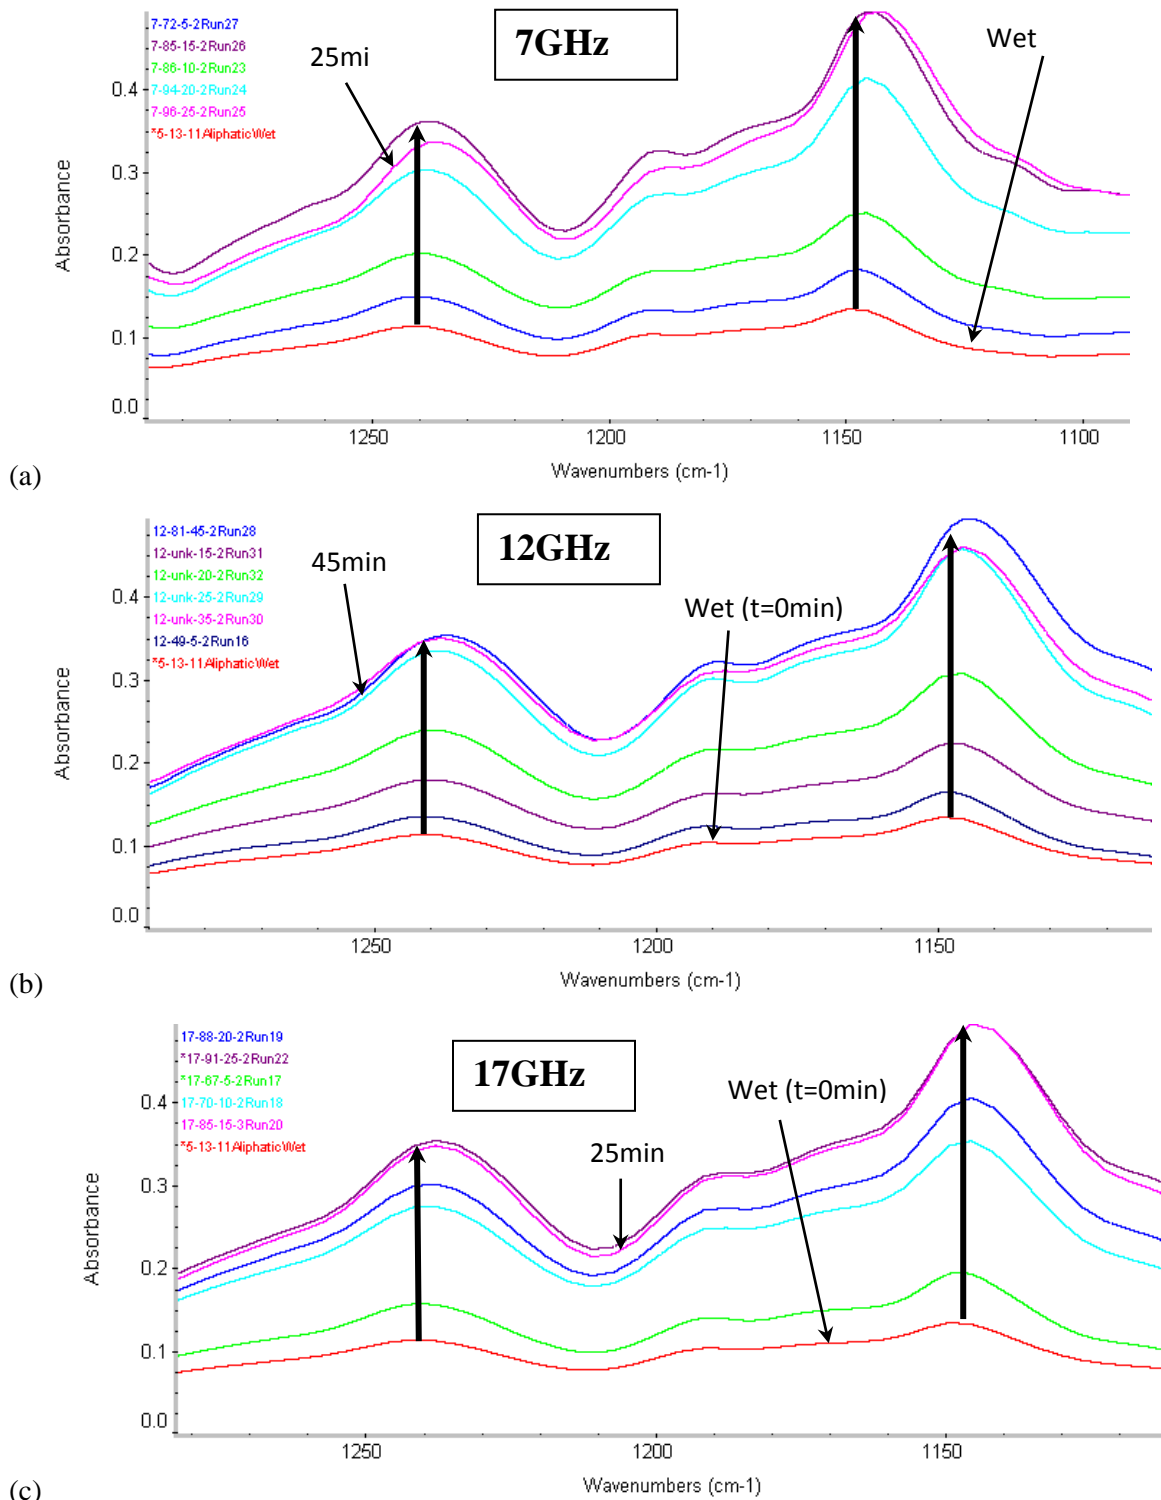 7-72-5-2Run27
7-85-15-2Run26
7-86-10-2Run23
7-94-20-2Run24
7-96-25-2Run25
*5-13-11AliphaticWet
7GHz
25mi
Wet
0.4
0.3
0.2
0.1
0.0
Absorbance
1250
1200
1150
1100
Wavenumbers (cm-1)
(a)
12-81-45-2Run28
12-unk-15-2Run31
12-unk-20-2Run32
12-unk-25-2Run29
12-unk-35-2Run30
12-49-5-2Run16
*5-13-11AliphaticWet
12GHz
45min
Wet (t=0min)
0.4
0.3
0.2
0.1
0.0
Absorbance
1250
1200
1150
Wavenumbers (cm-1)
(b)
17-88-20-2Run19
*17-91-25-2Run22
*17-67-5-2Run17
17-70-10-2Run18
17-85-15-3Run20
*5-13-11AliphaticWet
17GHz
25min
Wet (t=0min)
0.4
0.3
0.2
0.1
0.0
Absorbance
1250
1200
1150
Wavenumbers (cm-1)
(c)